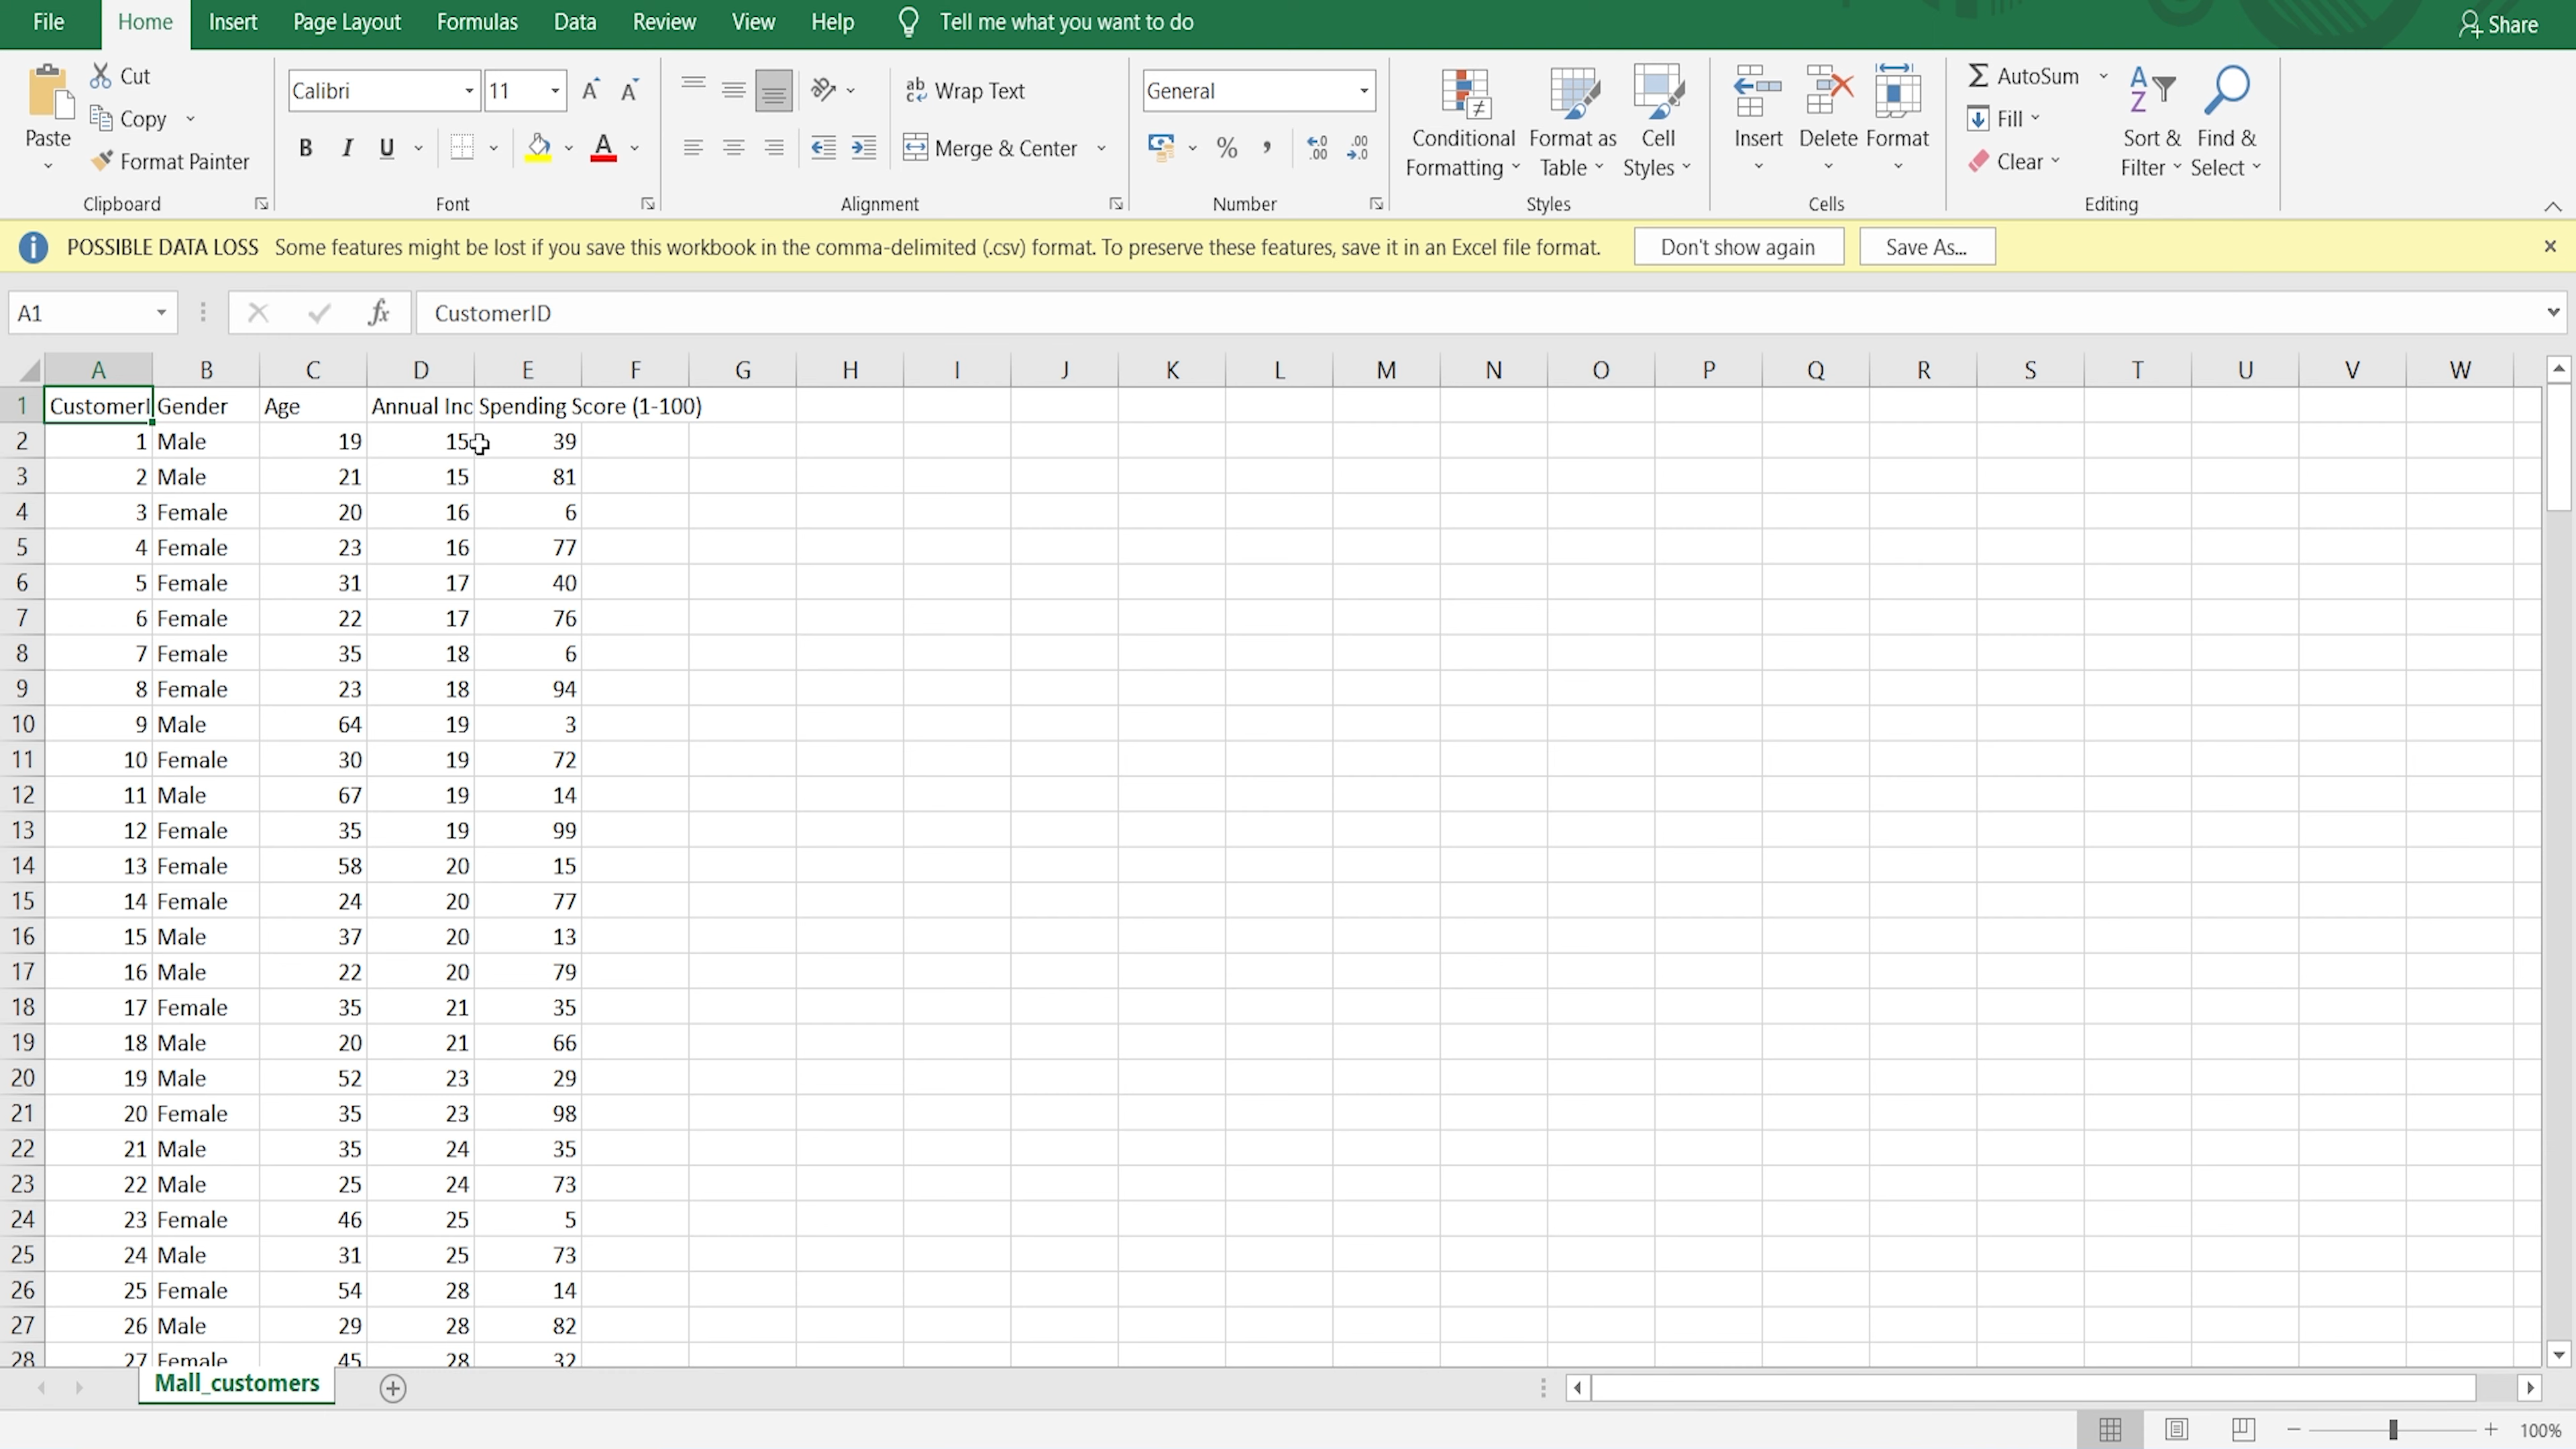 File Home Insert Page Layout Formulas Data Review View Help Tell me what you want to do Share
Paste Cut Copy Format Painter Clipboard
Calibri 11 B I U A Font
Wrap Text Merge & Center Alignment
General % , Number
Conditional Formatting Format as Table Cell Styles Styles
Insert Delete Format Cells
AutoSum Fill Clear Sort & Filter Find & Select Editing
POSSIBLE DATA LOSS Some features might be lost if you save this workbook in the comma-delimited (.csv) format. To preserve these features, save it in an Excel file format. Don't show again Save As...
A1 fx CustomerID
A B C D E F G H I J K L M N O P Q R S T U V W
1 CustomerI Gender Age Annual Inc Spending Score (1-100)
2 1 Male 19 15 39
3 2 Male 21 15 81
4 3 Female 20 16 6
5 4 Female 23 16 77
6 5 Female 31 17 40
7 6 Female 22 17 76
8 7 Female 35 18 6
9 8 Female 23 18 94
10 9 Male 64 19 3
11 10 Female 30 19 72
12 11 Male 67 19 14
13 12 Female 35 19 99
14 13 Female 58 20 15
15 14 Female 24 20 77
16 15 Male 37 20 13
17 16 Male 22 20 79
18 17 Female 35 21 35
19 18 Male 20 21 66
20 19 Male 52 23 29
21 20 Female 35 23 98
22 21 Male 35 24 35
23 22 Male 25 24 73
24 23 Female 46 25 5
25 24 Male 31 25 73
26 25 Female 54 28 14
27 26 Male 29 28 82
28 27 Female 45 28 32
Mall_customers
100%